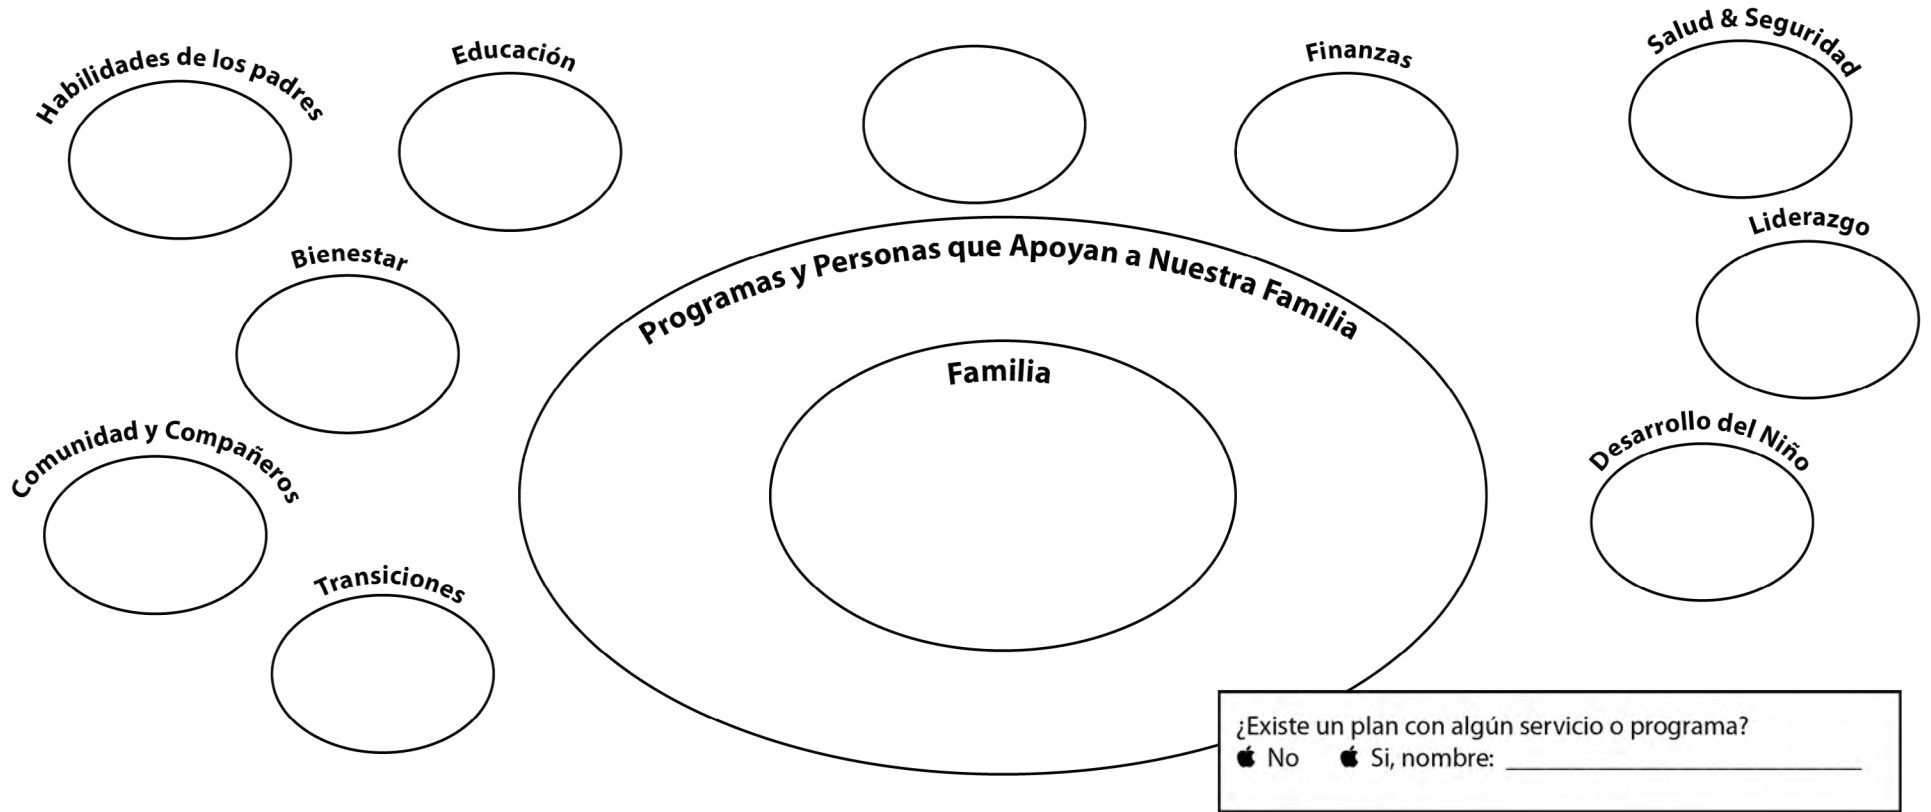 Habilidades de los padres
Educación
Finanzas
Salud & Seguridad
Bienestar
Liderazgo
Programas y Personas que Apoyan a Nuestra Familia
Familia
Comunidad y Compañeros
Desarrollo del Niño
Transiciones
¿Existe un plan con algún servicio o programa?
No Si, nombre: ____________________